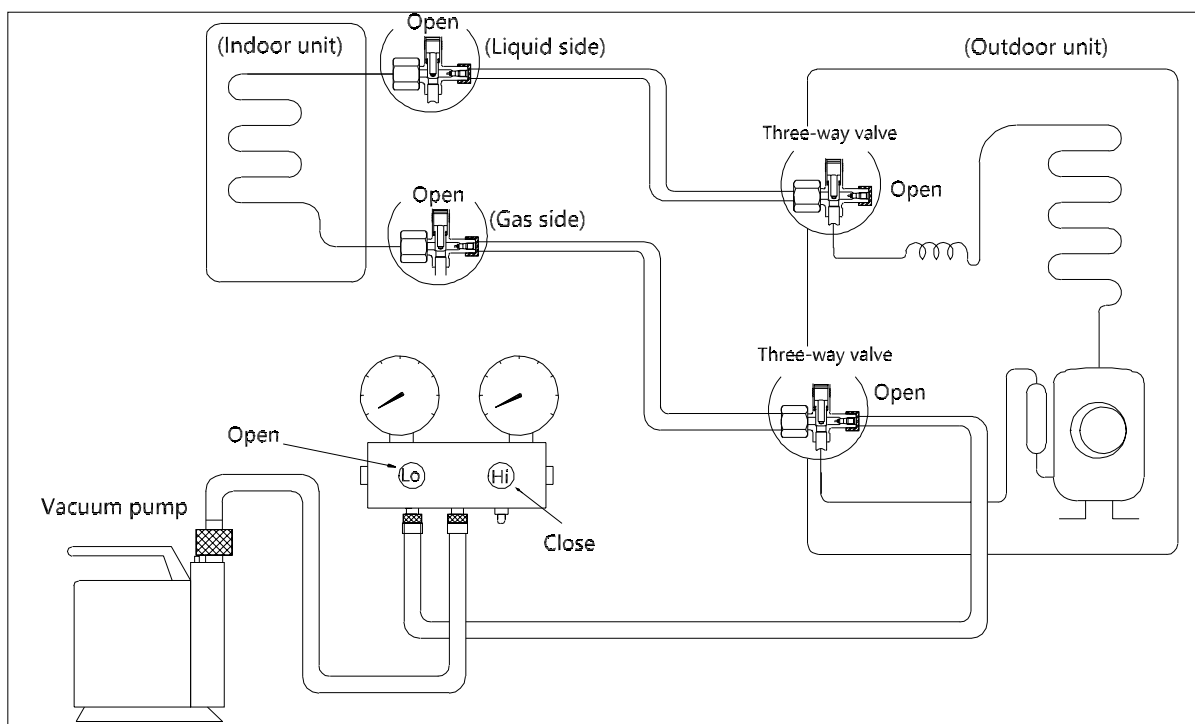 Open
(Indoor unit)
(Liquid side)
(Outdoor unit)
Three-way valve
Open
Open
(Gas side)
Three-way valve
Open
Open
Lo
Hi
Vacuum pump
Close